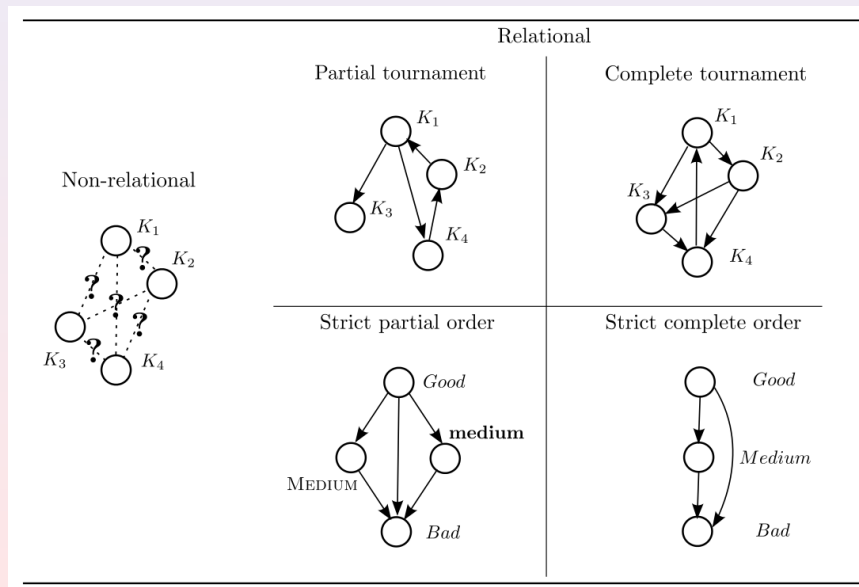 Relational
Partial tournament
Complete tournament
K₁
K₂
K₃
K₄
K₁
K₂
K₃
K₄
Non-relational
K₁
?
K₂
?
?
?
?
K₃
K₄
Strict partial order
Good
medium
MEDIUM
Bad
Strict complete order
Good
Medium
Bad